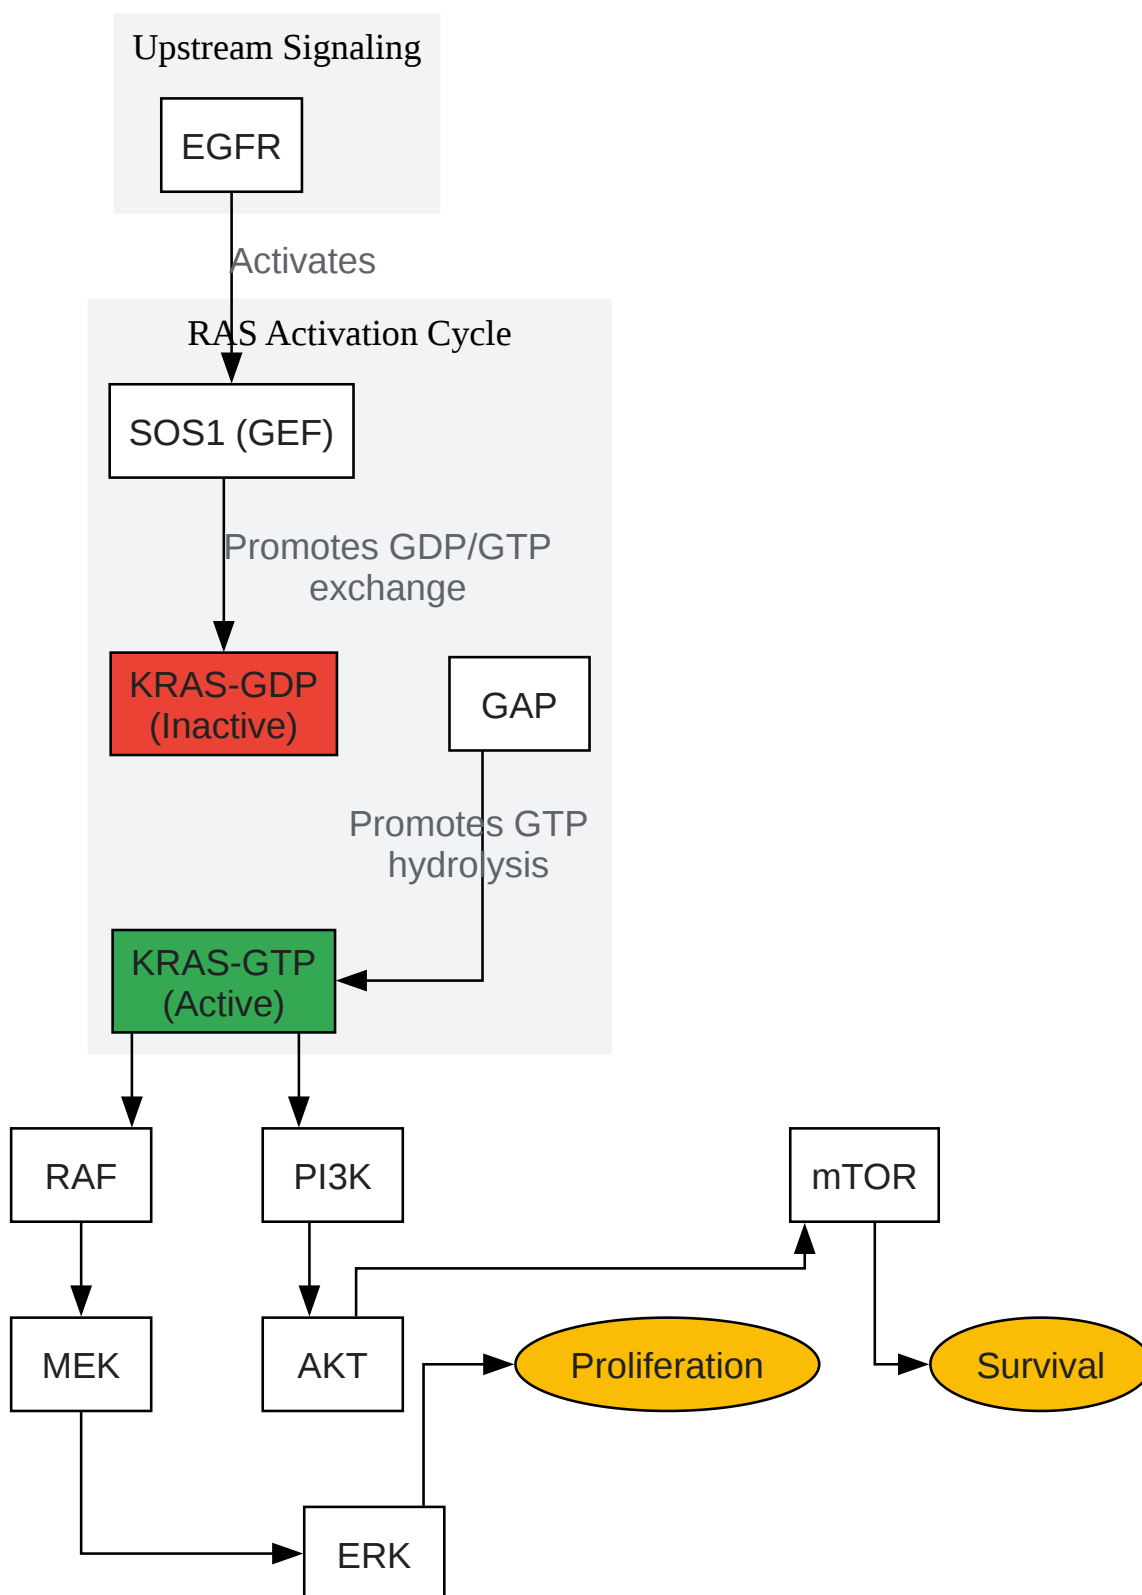 Upstream Signaling
EGFR
Activates
RAS Activation Cycle
SOS1 (GEF)
Promotes GDP/GTP
exchange
KRAS-GDP
(Inactive)
GAP
Promotes GTP
hydrolysis
KRAS-GTP
(Active)
RAF
PI3K
mTOR
MEK
AKT
Proliferation
Survival
ERK